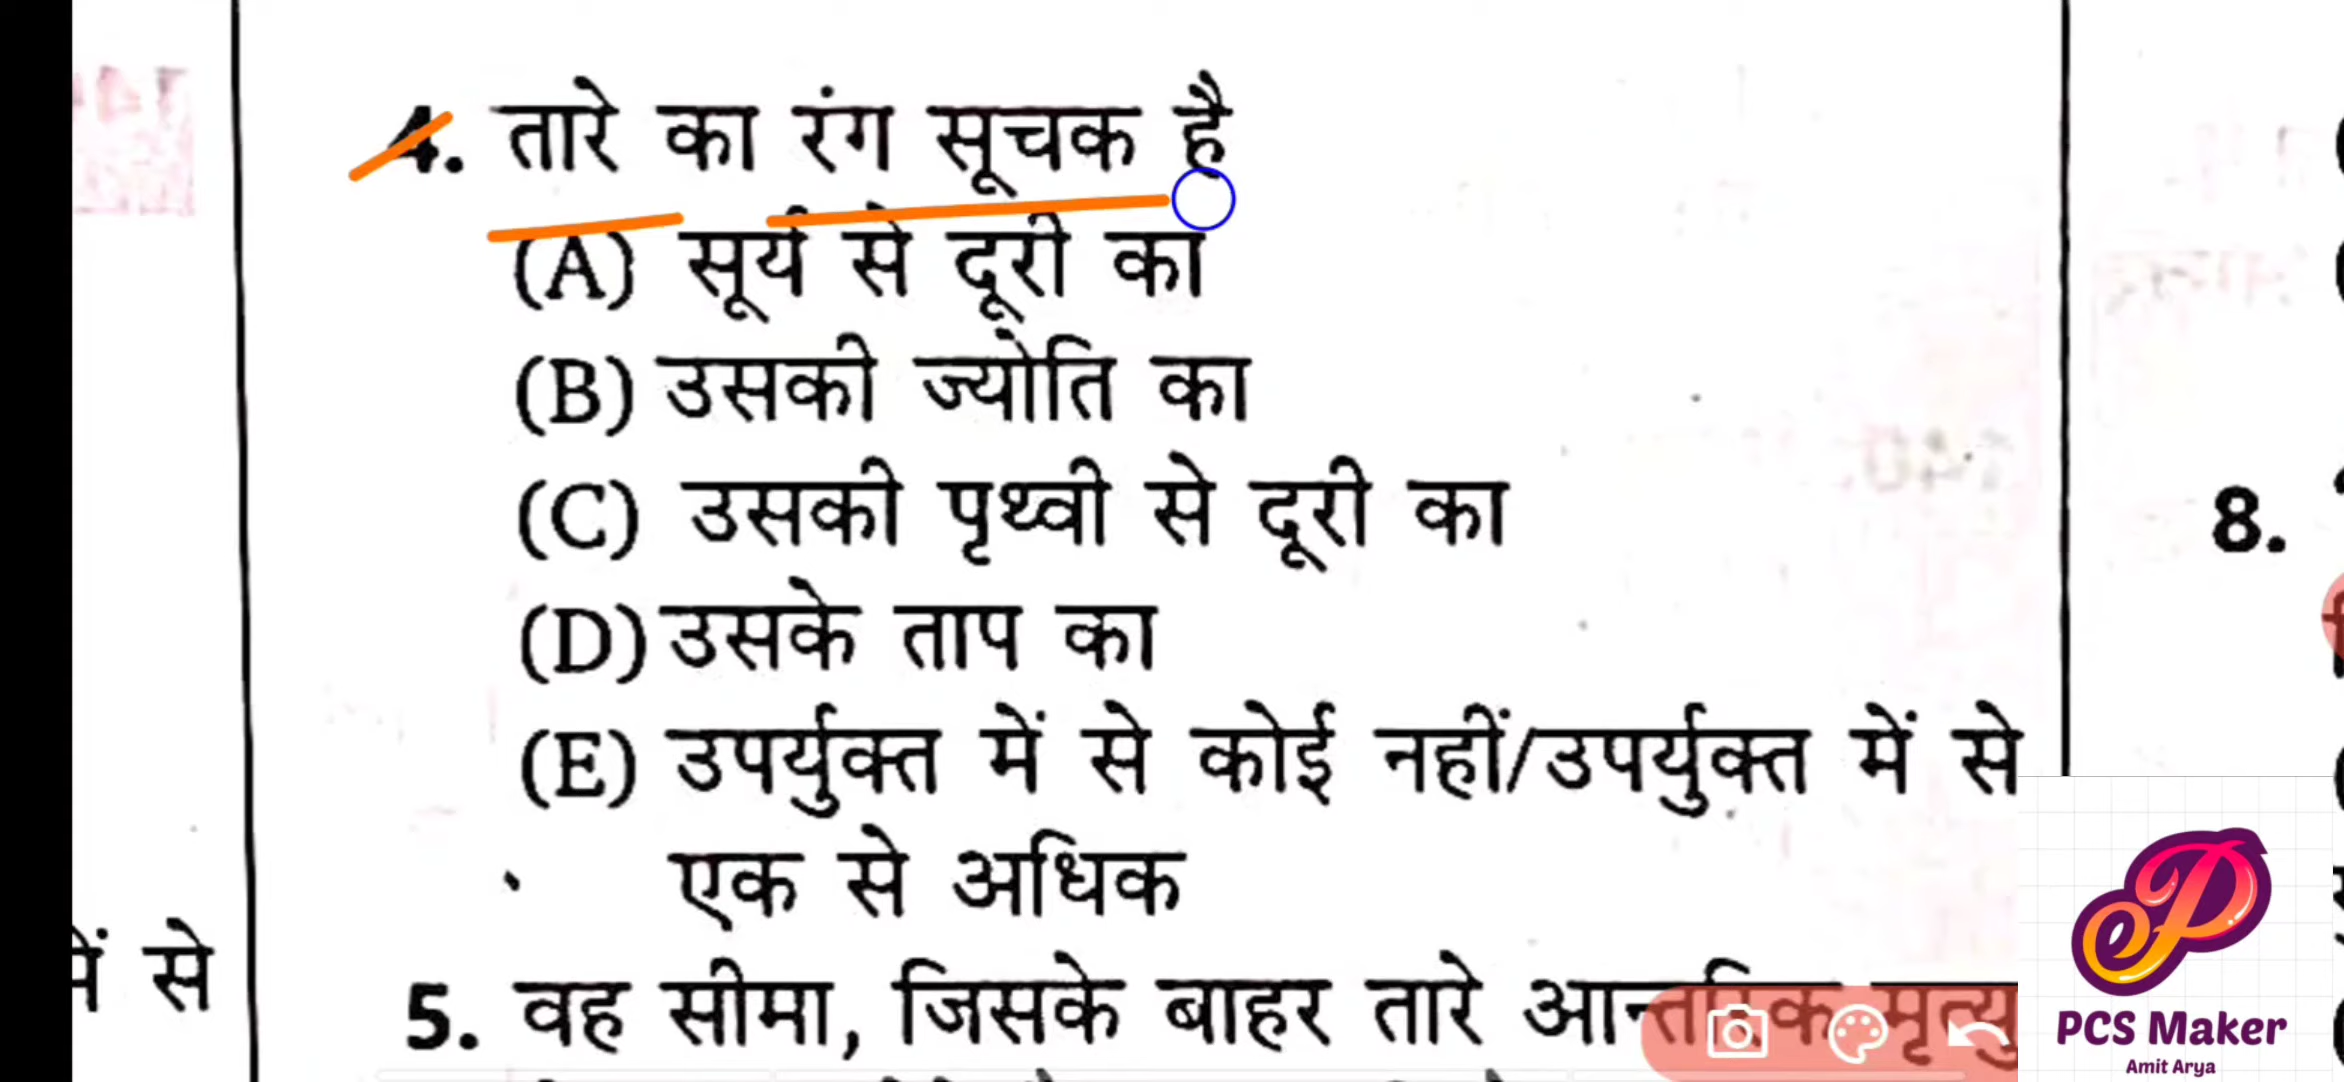 4. तारे का रंग सूचक है
(A) सूर्य से दूरी का
(B) उसकी ज्योति का
(C) उसकी पृथ्वी से दूरी का
(D) उसके ताप का
(E) उपर्युक्त में से कोई नहीं/उपर्युक्त में से
एक से अधिक
में से
5. वह सीमा, जिसके बाहर तारे आन्तरिक मृत्यु
8.
PCS Maker
Amit Arya